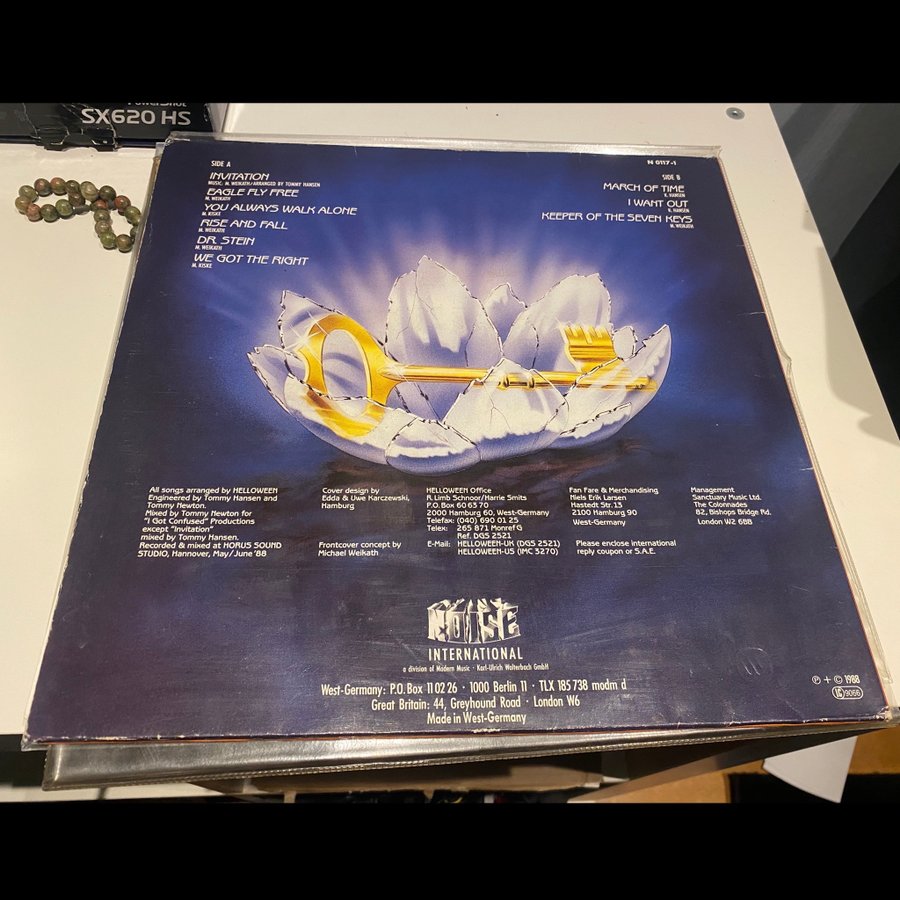 PowerShot
SX620 HS
N 0117-1
SIDE A
INVITATION
MUSIC: M. WEIKATH/ARRANGED BY TOMMY HANSEN
EAGLE FLY FREE
M. WEIKATH
YOU ALWAYS WALK ALONE
M. KISKE
RISE AND FALL
M. WEIKATH
DR. STEIN
M. WEIKATH
WE GOT THE RIGHT
M. KISKE
SIDE B
MARCH OF TIME
K. HANSEN
I WANT OUT
K. HANSEN
KEEPER OF THE SEVEN KEYS
M. WEIKATH
All songs arranged by HELLOWEEN
Engineered by Tommy Hansen and
Tommy Newton.
Mixed by Tommy Newton for
"I Got Confused" Productions
except "Invitation"
mixed by Tommy Hansen.
Recorded & mixed at HORUS SOUND
STUDIO, Hannover, May/June '88
Cover design by
Edda & Uwe Karczewski,
Hamburg
Frontcover concept by
Michael Weikath
HELLOWEEN Office
R. Limb Schnoor/Harrie Smits
P.O. Box 60 63 70
2000 Hamburg 60, West-Germany
Telefax: (040) 690 01 25
Telex: 265 871 Monref G
Ref. DGS 2521
E-Mail: HELLOWEEN-UK (DGS 2521)
HELLOWEEN-US (IMC 3270)
Fan Fare & Merchandising
Niels Erik Larsen
Hastedt Str. 13
2100 Hamburg 90
West-Germany
Please enclose international
reply coupon or S.A.E.
Management
Sanctuary Music Ltd.
The Colonnades
82, Bishops Bridge Rd.
London W2 6BB
NOISE
INTERNATIONAL
a division of Modern Music · Karl-Ulrich Walterbach GmbH
West-Germany: P.O. Box 11 02 26 · 1000 Berlin 11 · TLX 185 738 modm d
Great Britain: 44, Greyhound Road · London W6
Made in West-Germany
℗ + © 1988
LC 9066